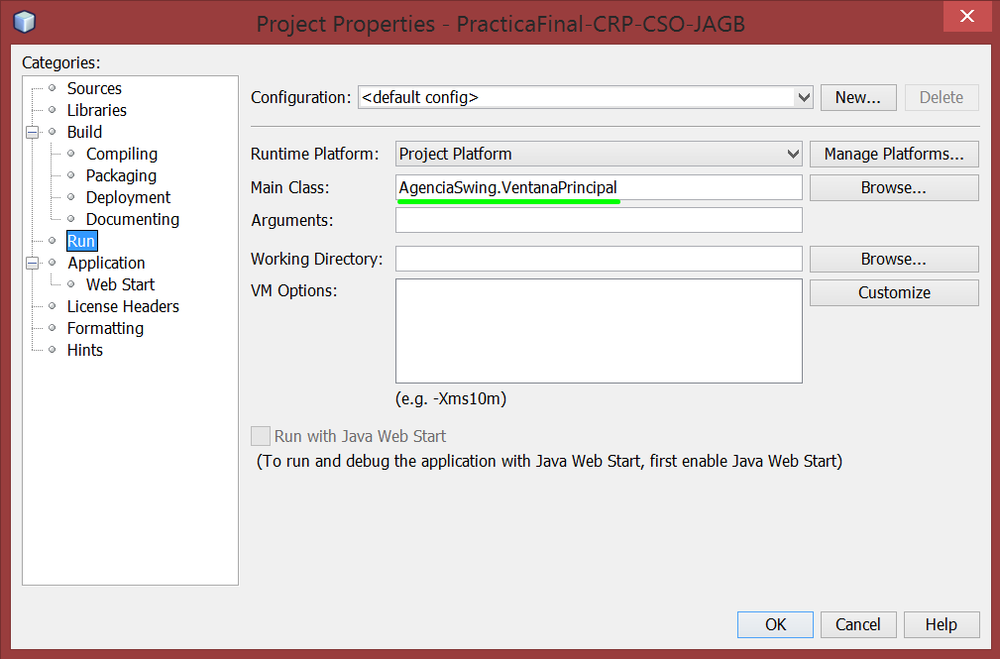 Project Properties - PracticaFinal-CRP-CSO-JAGB
Categories:
Sources
Libraries
Build
Compiling
Packaging
Deployment
Documenting
Run
Application
Web Start
License Headers
Formatting
Hints
Configuration: <default config> New... Delete
Runtime Platform: Project Platform Manage Platforms...
Main Class: AgenciaSwing.VentanaPrincipal Browse...
Arguments:
Working Directory: Browse...
VM Options: Customize
(e.g. -Xms10m)
Run with Java Web Start
(To run and debug the application with Java Web Start, first enable Java Web Start)
OK Cancel Help